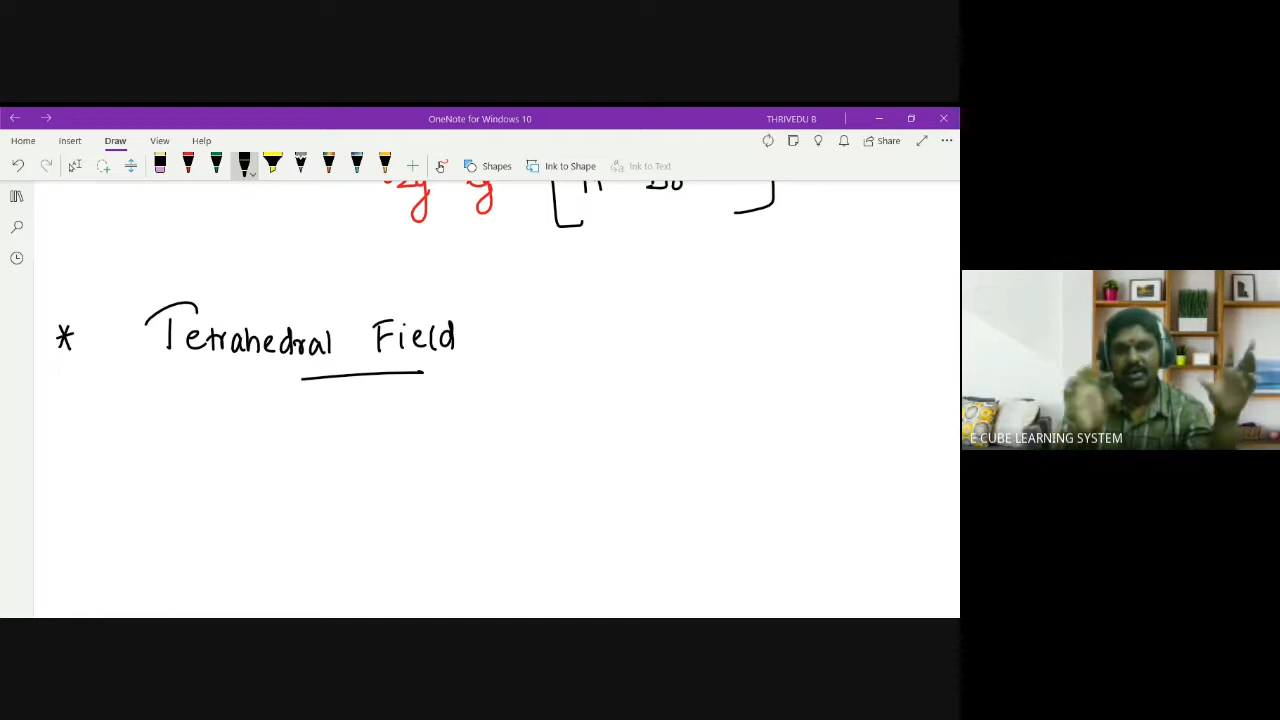 OneNote for Windows 10
THRIVEDU B
Home Insert Draw View Help
Share
Shapes Ink to Shape Ink to Text
* Tetrahedral Field
E CUBE LEARNING SYSTEM